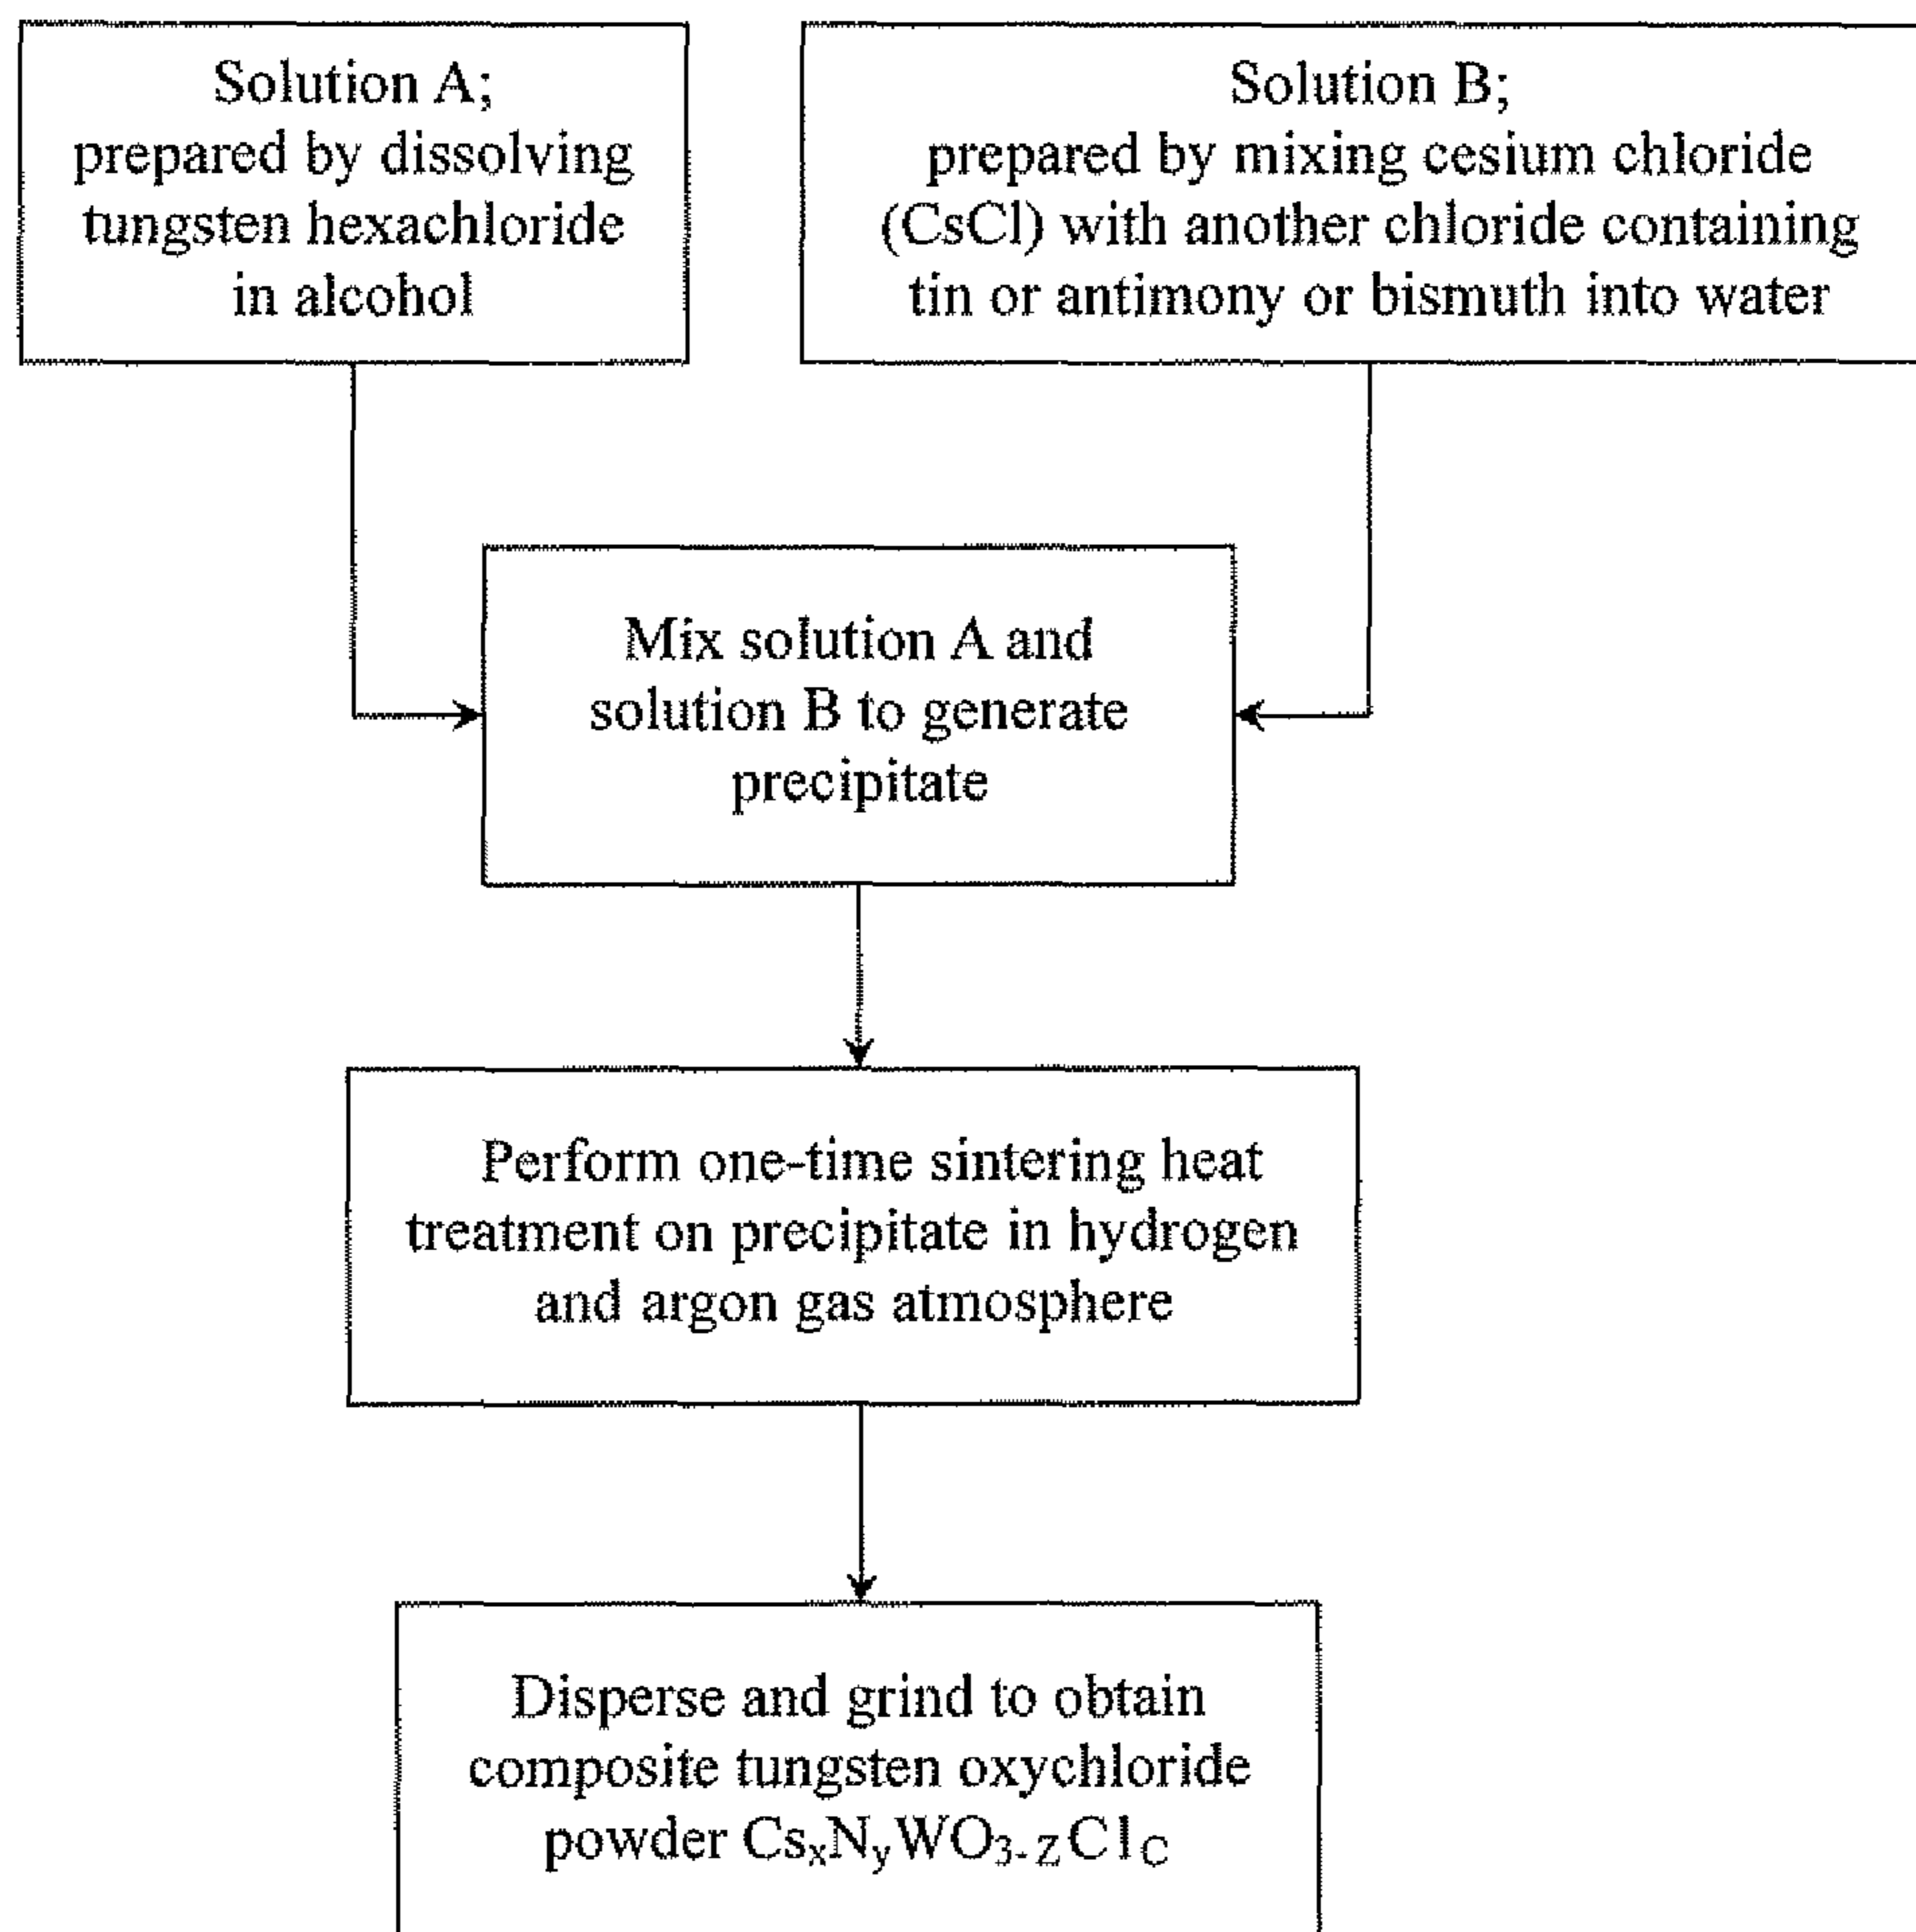 Solution A;
prepared by dissolving
tungsten hexachloride
in alcohol
Solution B;
prepared by mixing cesium chloride
(CsCl) with another chloride containing
tin or antimony or bismuth into water
Mix solution A and
solution B to generate
precipitate
Perform one-time sintering heat
treatment on precipitate in hydrogen
and argon gas atmosphere
Disperse and grind to obtain
composite tungsten oxychloride
powder CsₓNᵧWO₃₋ZClC